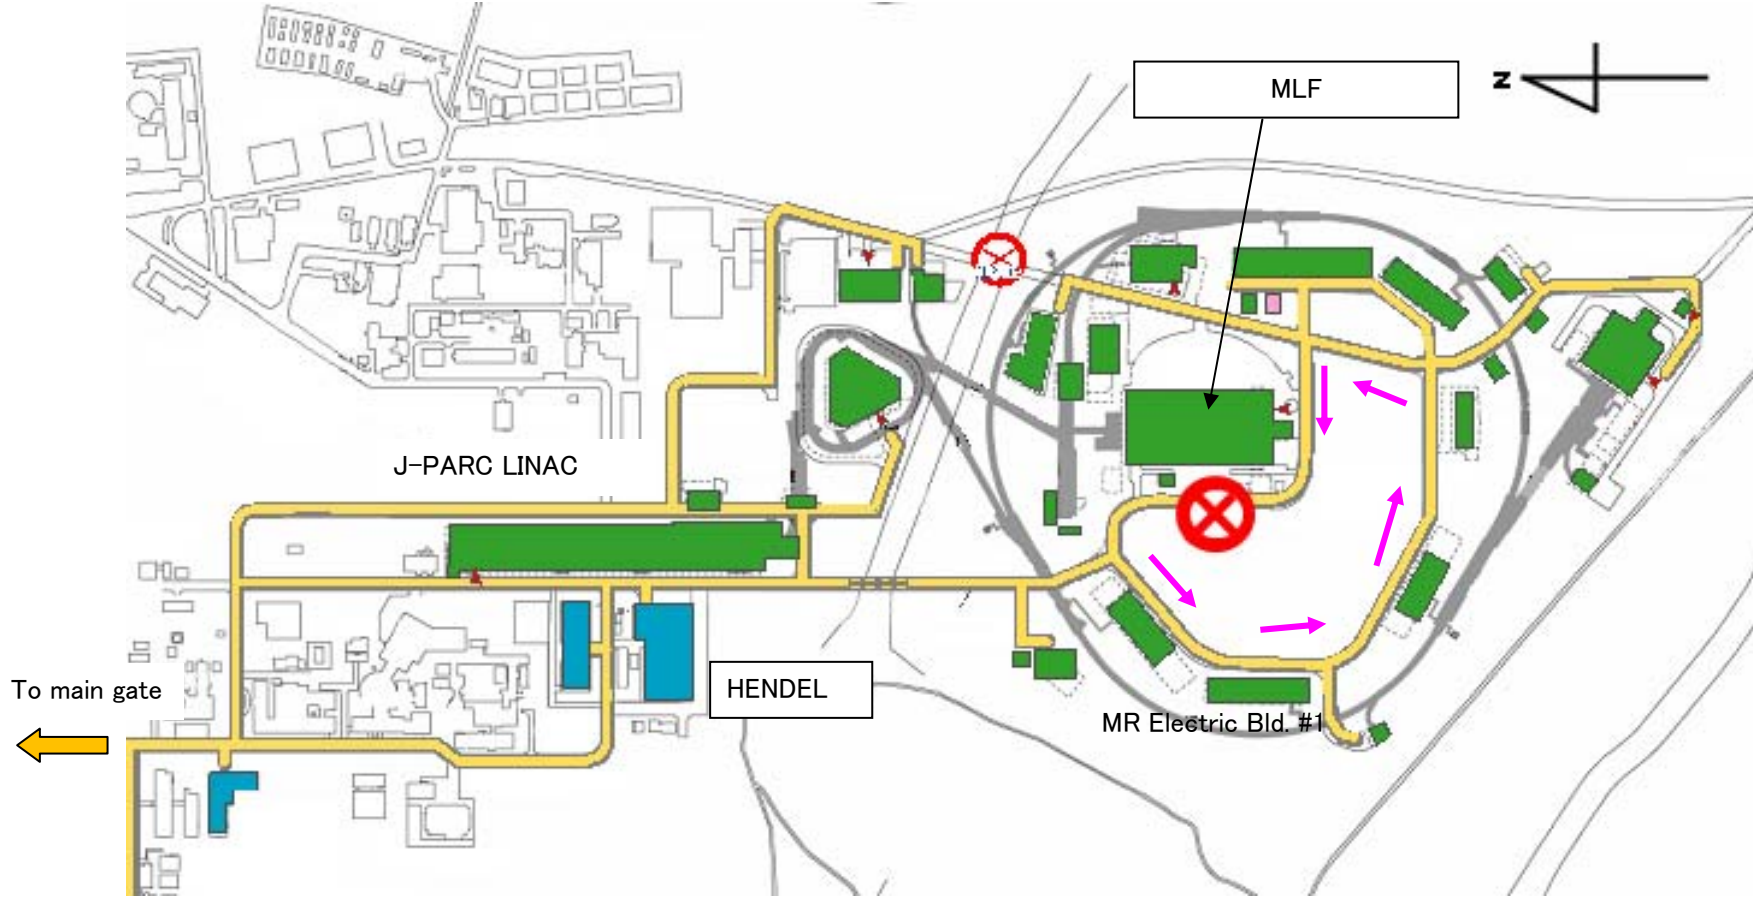 MLF
N
J-PARC LINAC
To main gate
HENDEL
MR Electric Bld. #1